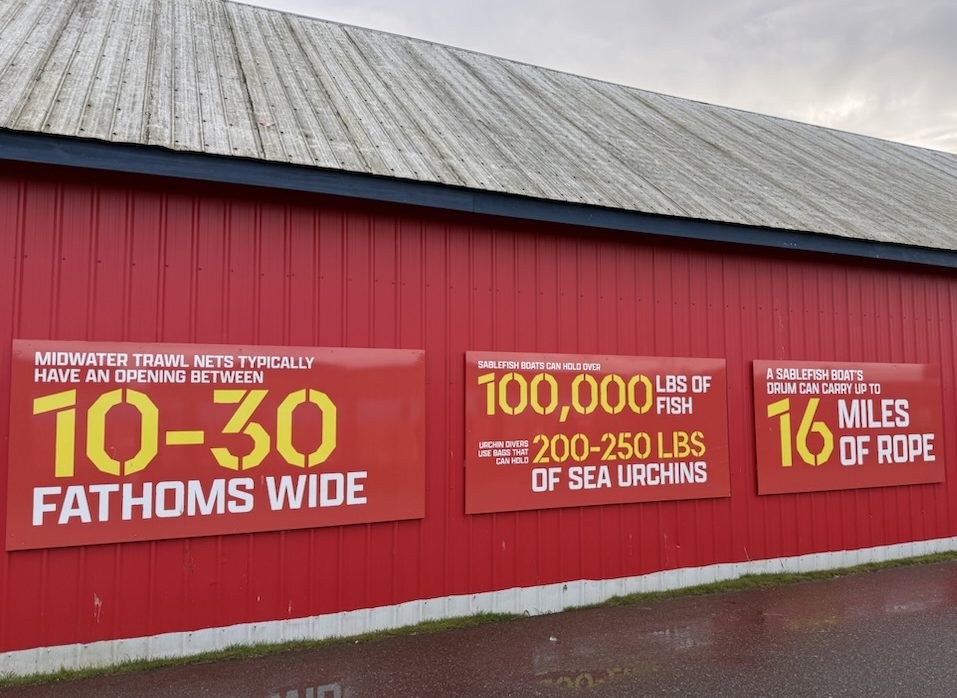 MIDWATER TRAWL NETS TYPICALLY
HAVE AN OPENING BETWEEN
10-30
FATHOMS WIDE
SABLEFISH BOATS CAN HOLD OVER
100,000 LBS OF
FISH
URCHIN DIVERS
USE BAGS THAT
CAN HOLD
200-250 LBS
OF SEA URCHINS
A SABLEFISH BOAT'S
DRUM CAN CARRY UP TO
16 MILES
OF ROPE